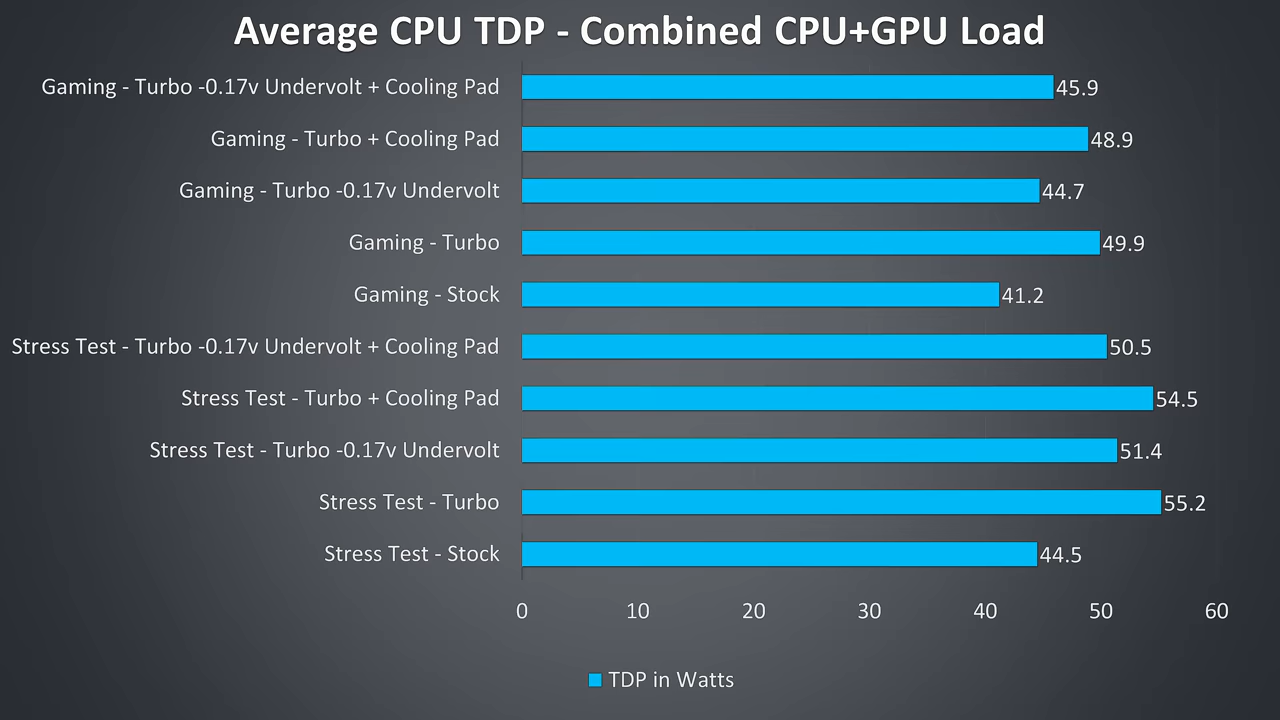 Average CPU TDP - Combined CPU+GPU Load
Gaming - Turbo -0.17v Undervolt + Cooling Pad 45.9
Gaming - Turbo + Cooling Pad 48.9
Gaming - Turbo -0.17v Undervolt 44.7
Gaming - Turbo 49.9
Gaming - Stock 41.2
Stress Test - Turbo -0.17v Undervolt + Cooling Pad 50.5
Stress Test - Turbo + Cooling Pad 54.5
Stress Test - Turbo -0.17v Undervolt 51.4
Stress Test - Turbo 55.2
Stress Test - Stock 44.5
0 10 20 30 40 50 60
TDP in Watts